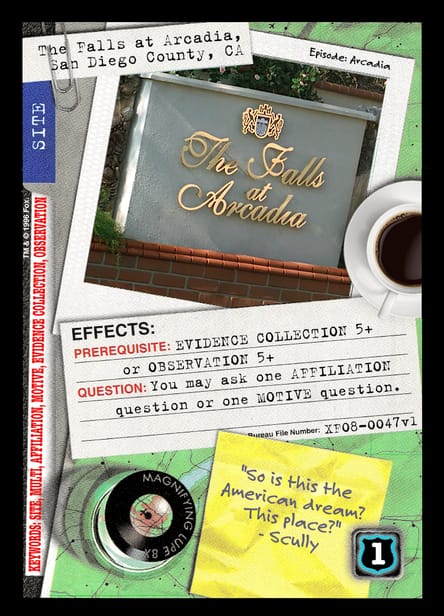 The Falls at Arcadia,
San Diego County, CA
Episode: Arcadia
SITE
The Falls
at
Arcadia
TM & © 1996 Fox.
KEYWORDS: SITE, MULTI, AFFILIATION, MOTIVE, EVIDENCE COLLECTION, OBSERVATION
EFFECTS:
PREREQUISITE: EVIDENCE COLLECTION 5+
or OBSERVATION 5+
QUESTION: You may ask one AFFILIATION
question or one MOTIVE question.
Bureau File Number: XF08-0047v1
MAGNIFYING LUPE 8X
"So is this the
American dream?
This place?"
- Scully
1